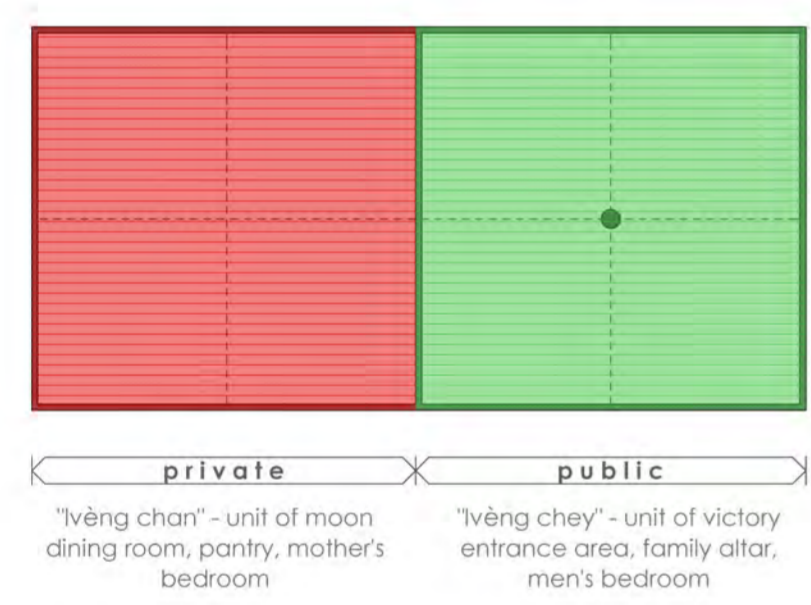 private
public
"lvèng chan" - unit of moon
dining room, pantry, mother's
bedroom
"lvèng chey" - unit of victory
entrance area, family altar,
men's bedroom